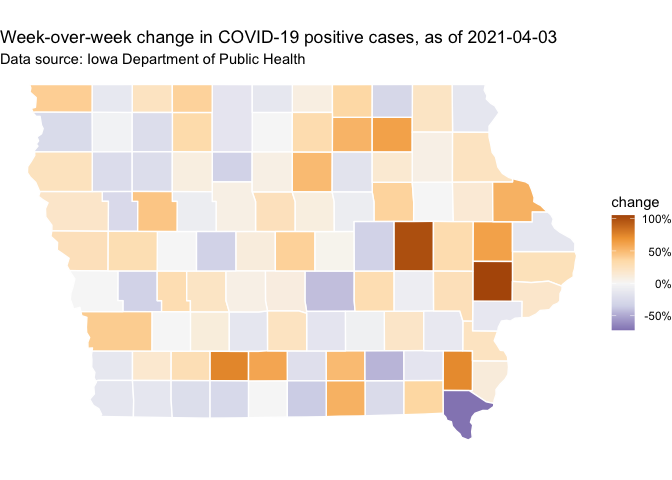 Week-over-week change in COVID-19 positive cases, as of 2021-04-03
Data source: Iowa Department of Public Health
change
100%
50%
0%
-50%